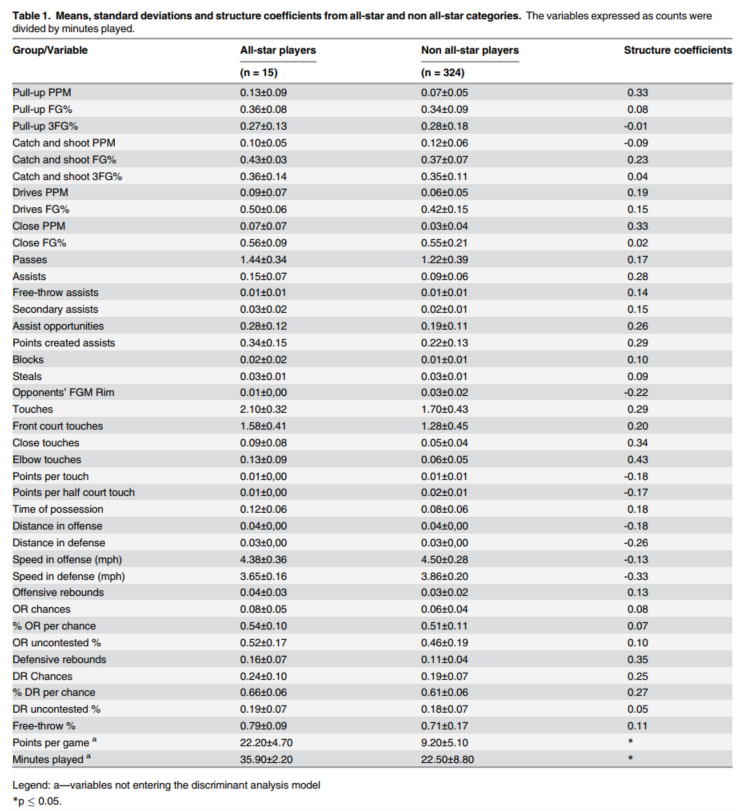 Table 1. Means, standard deviations and structure coefficients from all-star and non all-star categories. The variables expressed as counts were
divided by minutes played.
Group/Variable All-star players Non all-star players Structure coefficients
(n = 15) (n = 324)
Pull-up PPM 0.13±0.09 0.07±0.05 0.33
Pull-up FG% 0.36±0.08 0.34±0.09 0.08
Pull-up 3FG% 0.27±0.13 0.28±0.18 -0.01
Catch and shoot PPM 0.10±0.05 0.12±0.06 -0.09
Catch and shoot FG% 0.43±0.03 0.37±0.07 0.23
Catch and shoot 3FG% 0.36±0.14 0.35±0.11 0.04
Drives PPM 0.09±0.07 0.06±0.05 0.19
Drives FG% 0.50±0.06 0.42±0.15 0.15
Close PPM 0.07±0.07 0.03±0.04 0.33
Close FG% 0.56±0.09 0.55±0.21 0.02
Passes 1.44±0.34 1.22±0.39 0.17
Assists 0.15±0.07 0.09±0.06 0.28
Free-throw assists 0.01±0.01 0.01±0.01 0.14
Secondary assists 0.03±0.02 0.02±0.01 0.15
Assist opportunities 0.28±0.12 0.19±0.11 0.26
Points created assists 0.34±0.15 0.22±0.13 0.29
Blocks 0.02±0.02 0.01±0.01 0.10
Steals 0.03±0.01 0.03±0.01 0.09
Opponents' FGM Rim 0.01±0,00 0.03±0.02 -0.22
Touches 2.10±0.32 1.70±0.43 0.29
Front court touches 1.58±0.41 1.28±0.45 0.20
Close touches 0.09±0.08 0.05±0.04 0.34
Elbow touches 0.13±0.09 0.06±0.05 0.43
Points per touch 0.01±0,00 0.01±0.01 -0.18
Points per half court touch 0.01±0,00 0.02±0.01 -0.17
Time of possession 0.12±0.06 0.08±0.06 0.18
Distance in offense 0.04±0,00 0.04±0,00 -0.18
Distance in defense 0.03±0,00 0.03±0,00 -0.26
Speed in offense (mph) 4.38±0.36 4.50±0.28 -0.13
Speed in defense (mph) 3.65±0.16 3.86±0.20 -0.33
Offensive rebounds 0.04±0.03 0.03±0.02 0.13
OR chances 0.08±0.05 0.06±0.04 0.08
% OR per chance 0.54±0.10 0.51±0.11 0.07
OR uncontested % 0.52±0.17 0.46±0.19 0.10
Defensive rebounds 0.16±0.07 0.11±0.04 0.35
DR Chances 0.24±0.10 0.19±0.07 0.25
% DR per chance 0.66±0.06 0.61±0.06 0.27
DR uncontested % 0.19±0.07 0.18±0.07 0.05
Free-throw % 0.79±0.09 0.71±0.17 0.11
Points per game a 22.20±4.70 9.20±5.10 *
Minutes played a 35.90±2.20 22.50±8.80 *
Legend: a—variables not entering the discriminant analysis model
*p ≤ 0.05.